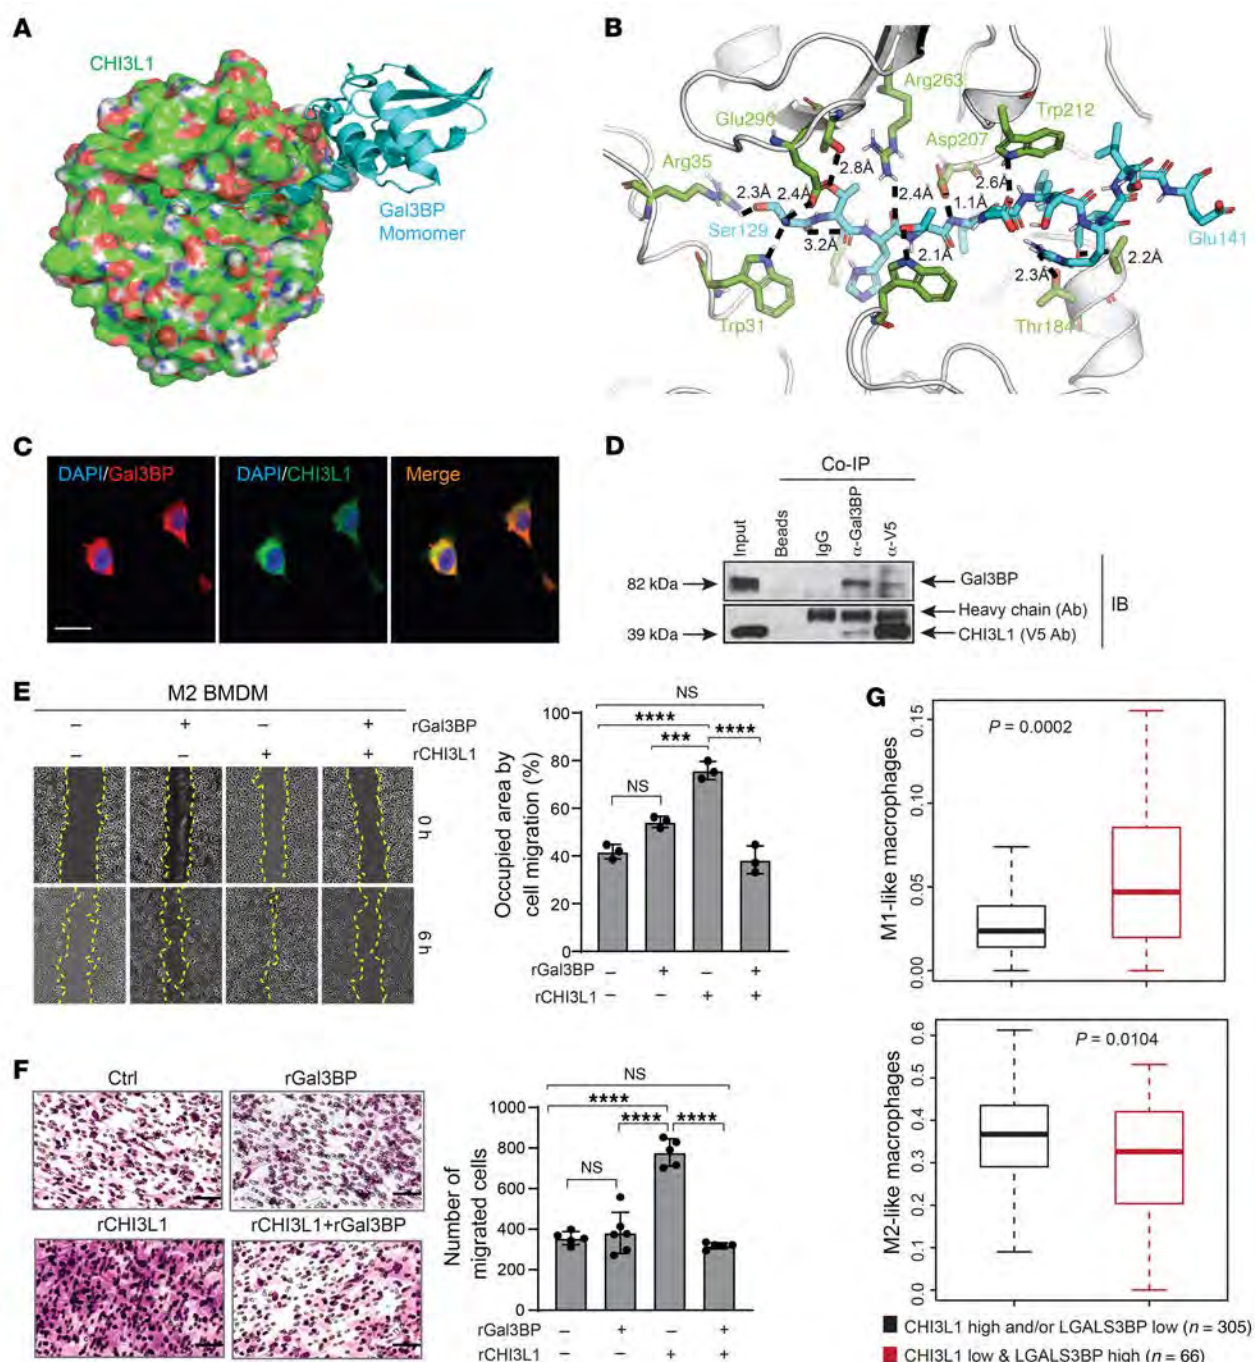 A
CHI3L1
Gal3BP
Momomer
B
Arg263
Trp212
Glu290
Asp207
Arg35
2.8Å
2.3Å
2.4Å
2.4Å
2.6Å
1.1Å
Ser129
Glu141
3.2Å
2.1Å
2.2Å
2.3Å
Trp31
Thr184
C
DAPI/Gal3BP
DAPI/CHI3L1
Merge
D
Co-IP
Input
Beads
IgG
α-Gal3BP
α-V5
82 kDa
Gal3BP
Heavy chain (Ab)
39 kDa
CHI3L1 (V5 Ab)
IB
E
M2 BMDM
– + – + rGal3BP
– – + + rCHI3L1
0 h
6 h
Occupied area by
cell migration (%)
100
80
60
40
20
0
NS
****
*** ****
NS
rGal3BP – + – +
rCHI3L1 – – + +
F
Ctrl
rGal3BP
rCHI3L1
rCHI3L1+rGal3BP
Number of
migrated cells
1000
800
600
400
200
0
NS
****
**** ****
NS
rGal3BP – + – +
rCHI3L1 – – + +
G
M1-like macrophages
0.15
0.10
0.05
0.00
P = 0.0002
M2-like macrophages
0.6
0.5
0.4
0.3
0.2
0.1
0.0
P = 0.0104
CHI3L1 high and/or LGALS3BP low (n = 305)
CHI3L1 low & LGALS3BP high (n = 66)